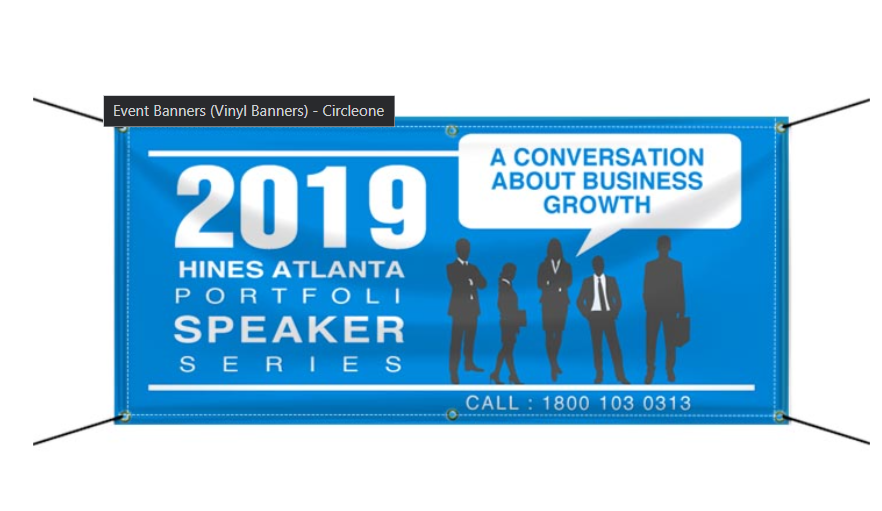 Event Banners (Vinyl Banners) - Circleone
2019
HINES ATLANTA
PORTFOLI
SPEAKER
SERIES
A CONVERSATION
ABOUT BUSINESS
GROWTH
CALL : 1800 103 0313